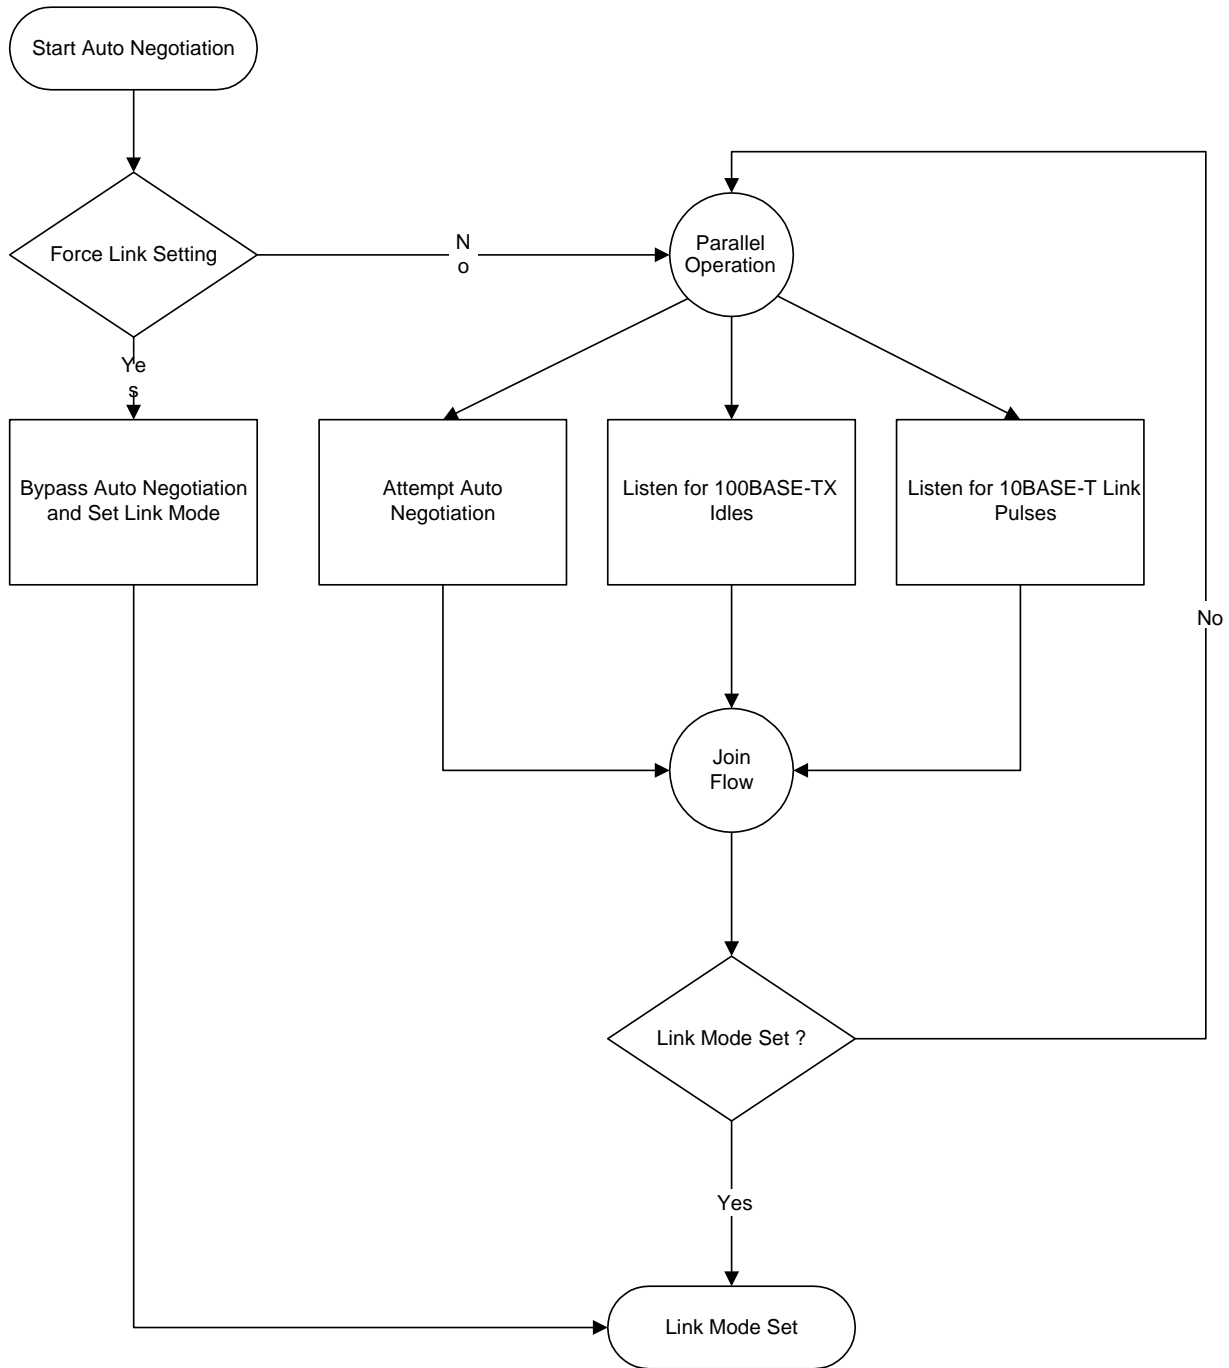 Start Auto Negotiation
Force Link Setting
N
o
Parallel
Operation
Ye
s
Bypass Auto Negotiation
and Set Link Mode
Attempt Auto
Negotiation
Listen for 100BASE-TX
Idles
Listen for 10BASE-T Link
Pulses
No
Join
Flow
Link Mode Set ?
Yes
Link Mode Set